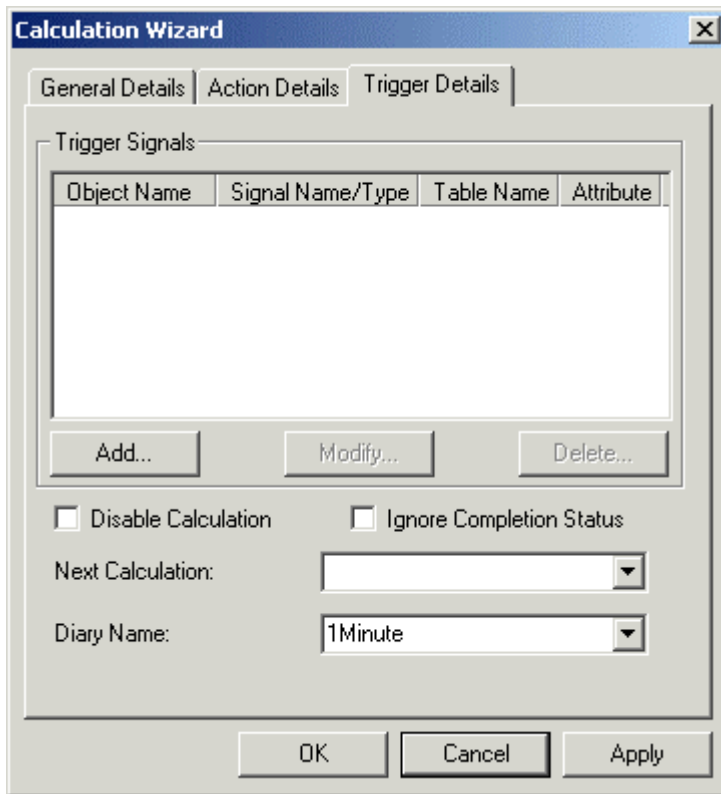 Calculation Wizard
General Details Action Details Trigger Details
Trigger Signals
Object Name Signal Name/Type Table Name Attribute
Add... Modify... Delete...
Disable Calculation Ignore Completion Status
Next Calculation:
Diary Name: 1Minute
OK Cancel Apply